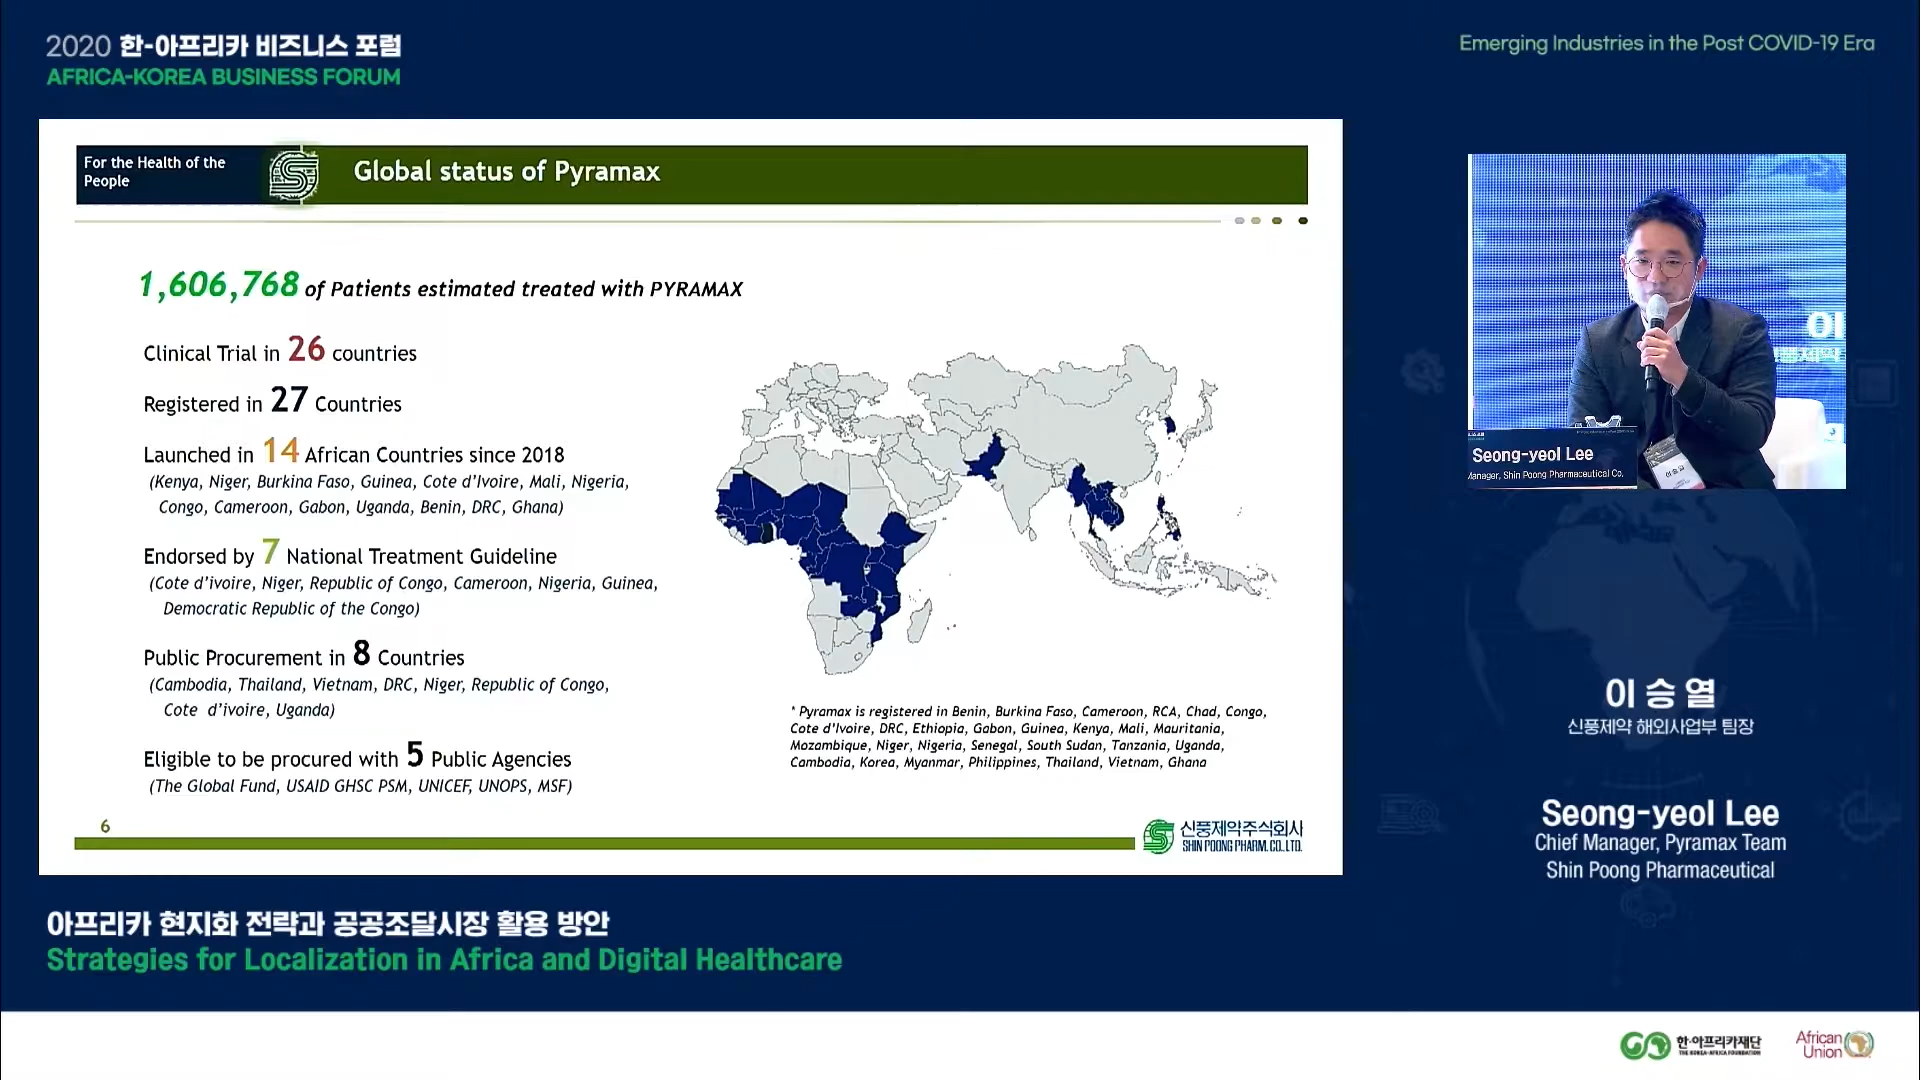 2020 한-아프리카 비즈니스 포럼
AFRICA-KOREA BUSINESS FORUM
Emerging Industries in the Post COVID-19 Era
For the Health of the
People
Global status of Pyramax
1,606,768 of Patients estimated treated with PYRAMAX
Clinical Trial in 26 countries
Registered in 27 Countries
Launched in 14 African Countries since 2018
(Kenya, Niger, Burkina Faso, Guinea, Cote d'Ivoire, Mali, Nigeria,
Congo, Cameroon, Gabon, Uganda, Benin, DRC, Ghana)
Endorsed by 7 National Treatment Guideline
(Cote d'ivoire, Niger, Republic of Congo, Cameroon, Nigeria, Guinea,
Democratic Republic of the Congo)
Public Procurement in 8 Countries
(Cambodia, Thailand, Vietnam, DRC, Niger, Republic of Congo,
Cote d'ivoire, Uganda)
Eligible to be procured with 5 Public Agencies
(The Global Fund, USAID GHSC PSM, UNICEF, UNOPS, MSF)
* Pyramax is registered in Benin, Burkina Faso, Cameroon, RCA, Chad, Congo,
Cote d'Ivoire, DRC, Ethiopia, Gabon, Guinea, Kenya, Mali, Mauritania,
Mozambique, Niger, Nigeria, Senegal, South Sudan, Tanzania, Uganda,
Cambodia, Korea, Myanmar, Philippines, Thailand, Vietnam, Ghana
6
신풍제약주식회사
SHIN POONG PHARM. CO. LTD.
Seong-yeol Lee
Manager, Shin Poong Pharmaceutical Co.
이승열
신풍제약 해외사업부 팀장
Seong-yeol Lee
Chief Manager, Pyramax Team
Shin Poong Pharmaceutical
아프리카 현지화 전략과 공공조달시장 활용 방안
Strategies for Localization in Africa and Digital Healthcare
한·아프리카재단
THE KOREA-AFRICA FOUNDATION
African
Union